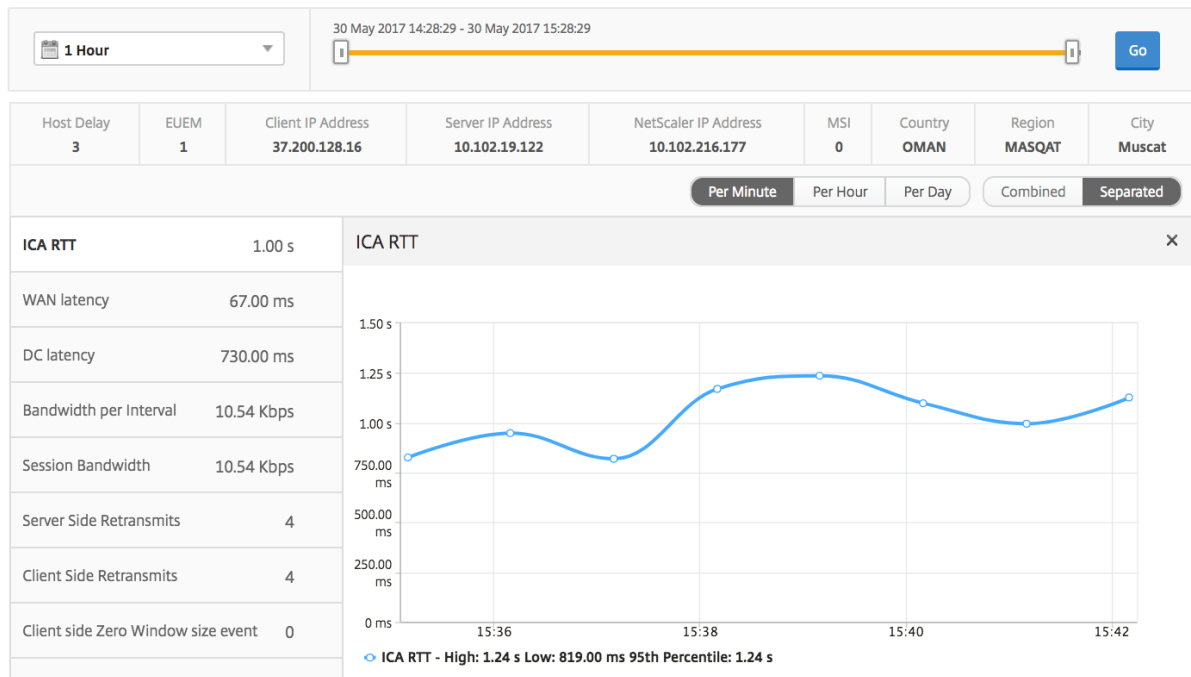 1 Hour
30 May 2017 14:28:29 - 30 May 2017 15:28:29
Go
Host Delay EUEM Client IP Address Server IP Address NetScaler IP Address MSI Country Region City
3 1 37.200.128.16 10.102.19.122 10.102.216.177 0 OMAN MASQAT Muscat
Per Minute Per Hour Per Day Combined Separated
ICA RTT 1.00 s
WAN latency 67.00 ms
DC latency 730.00 ms
Bandwidth per Interval 10.54 Kbps
Session Bandwidth 10.54 Kbps
Server Side Retransmits 4
Client Side Retransmits 4
Client side Zero Window size event 0
ICA RTT
1.50 s
1.25 s
1.00 s
750.00
ms
500.00
ms
250.00
ms
0 ms
15:36 15:38 15:40 15:42
ICA RTT - High: 1.24 s Low: 819.00 ms 95th Percentile: 1.24 s